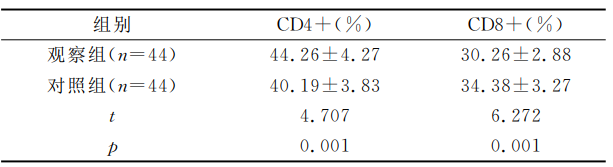 组别 CD4+(%) CD8+(%)
观察组(n=44) 44.26±4.27 30.26±2.88
对照组(n=44) 40.19±3.83 34.38±3.27
t 4.707 6.272
p 0.001 0.001